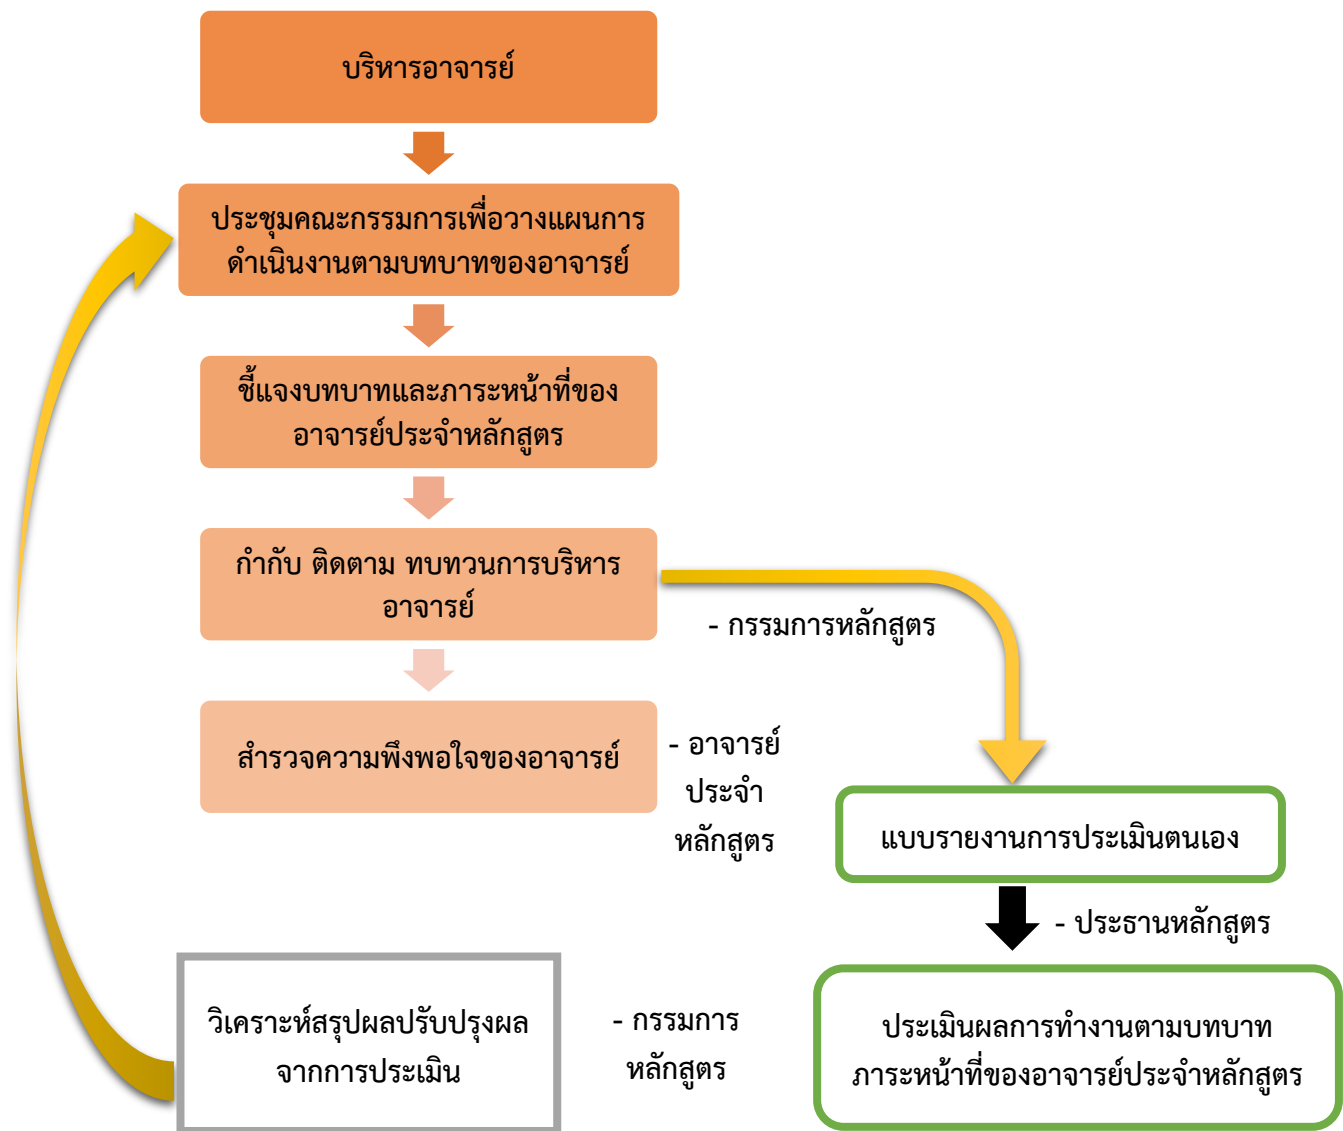 บริหารอาจารย์
ประชุมคณะกรรมการเพื่อวางแผนการ
ดำเนินงานตามบทบาทของอาจารย์
ชี้แจงบทบาทและภาระหน้าที่ของ
อาจารย์ประจำหลักสูตร
กำกับ ติดตาม ทบทวนการบริหาร
อาจารย์
- กรรมการหลักสูตร
สำรวจความพึงพอใจของอาจารย์
- อาจารย์
ประจำ
หลักสูตร
แบบรายงานการประเมินตนเอง
- ประธานหลักสูตร
วิเคราะห์สรุปผลปรับปรุงผล
จากการประเมิน
- กรรมการ
หลักสูตร
ประเมินผลการทำงานตามบทบาท
ภาระหน้าที่ของอาจารย์ประจำหลักสูตร